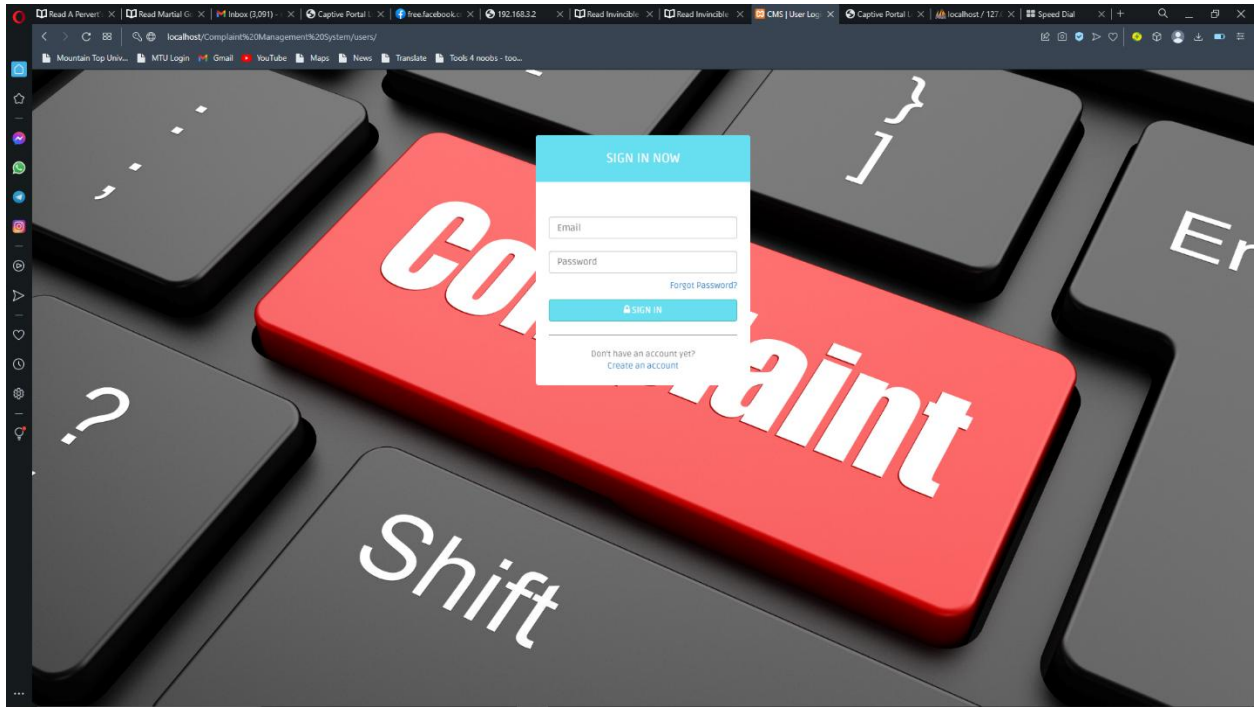 Read A Pervert'
Read Martial Go
Inbox (3,091) -
Captive Portal
free.facebook.c
192.168.3.2
Read Invincible
Read Invincible
CMS | User Logi
Captive Portal
localhost / 127.
Speed Dial
localhost/Complaint%20Management%20System/users/
Mountain Top Univ... MTU Login Gmail YouTube Maps News Translate Tools 4 noobs - too...
: ;
}
]
SIGN IN NOW
Email
Password
Forgot Password?
SIGN IN
Don't have an account yet?
Create an account
En
?
Shift